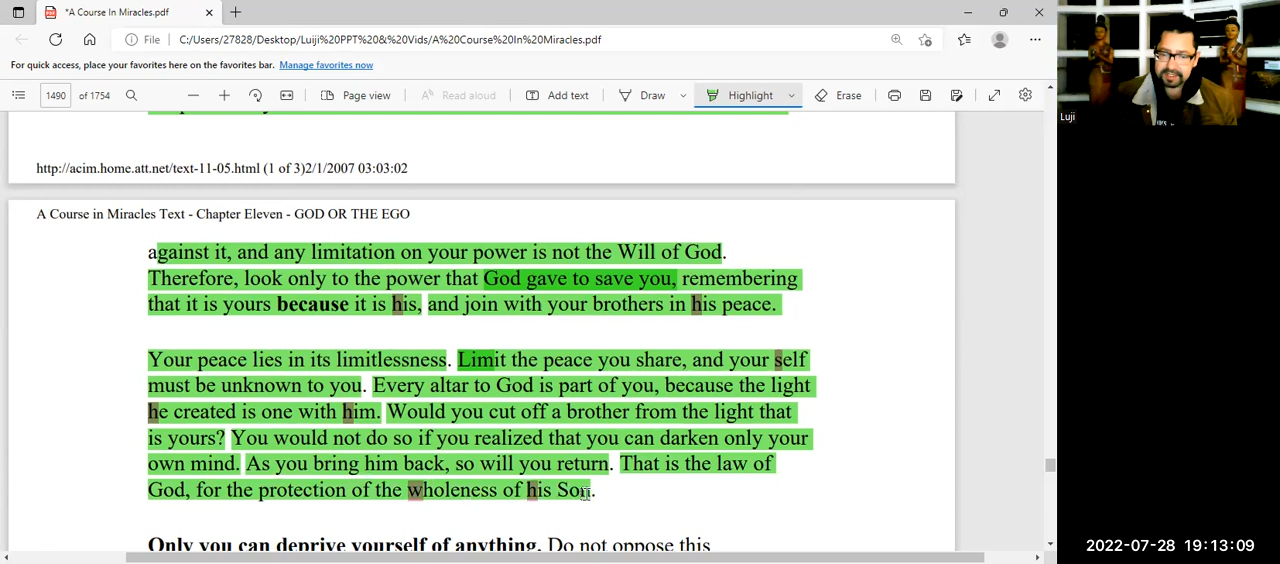 *A Course In Miracles.pdf
File C:/Users/27828/Desktop/Luiji%20PPT%20&%20Vids/A%20Course%20In%20Miracles.pdf
For quick access, place your favorites here on the favorites bar. Manage favorites now
1490 of 1754 Page view Read aloud Add text Draw Highlight Erase
http://acim.home.att.net/text-11-05.html (1 of 3)2/1/2007 03:03:02
A Course in Miracles Text - Chapter Eleven - GOD OR THE EGO
against it, and any limitation on your power is not the Will of God.
Therefore, look only to the power that God gave to save you, remembering
that it is yours because it is his, and join with your brothers in his peace.
Your peace lies in its limitlessness. Limit the peace you share, and your self
must be unknown to you. Every altar to God is part of you, because the light
he created is one with him. Would you cut off a brother from the light that
is yours? You would not do so if you realized that you can darken only your
own mind. As you bring him back, so will you return. That is the law of
God, for the protection of the wholeness of his Son.
Only you can deprive yourself of anything. Do not oppose this
Luji
2022-07-28 19:13:09